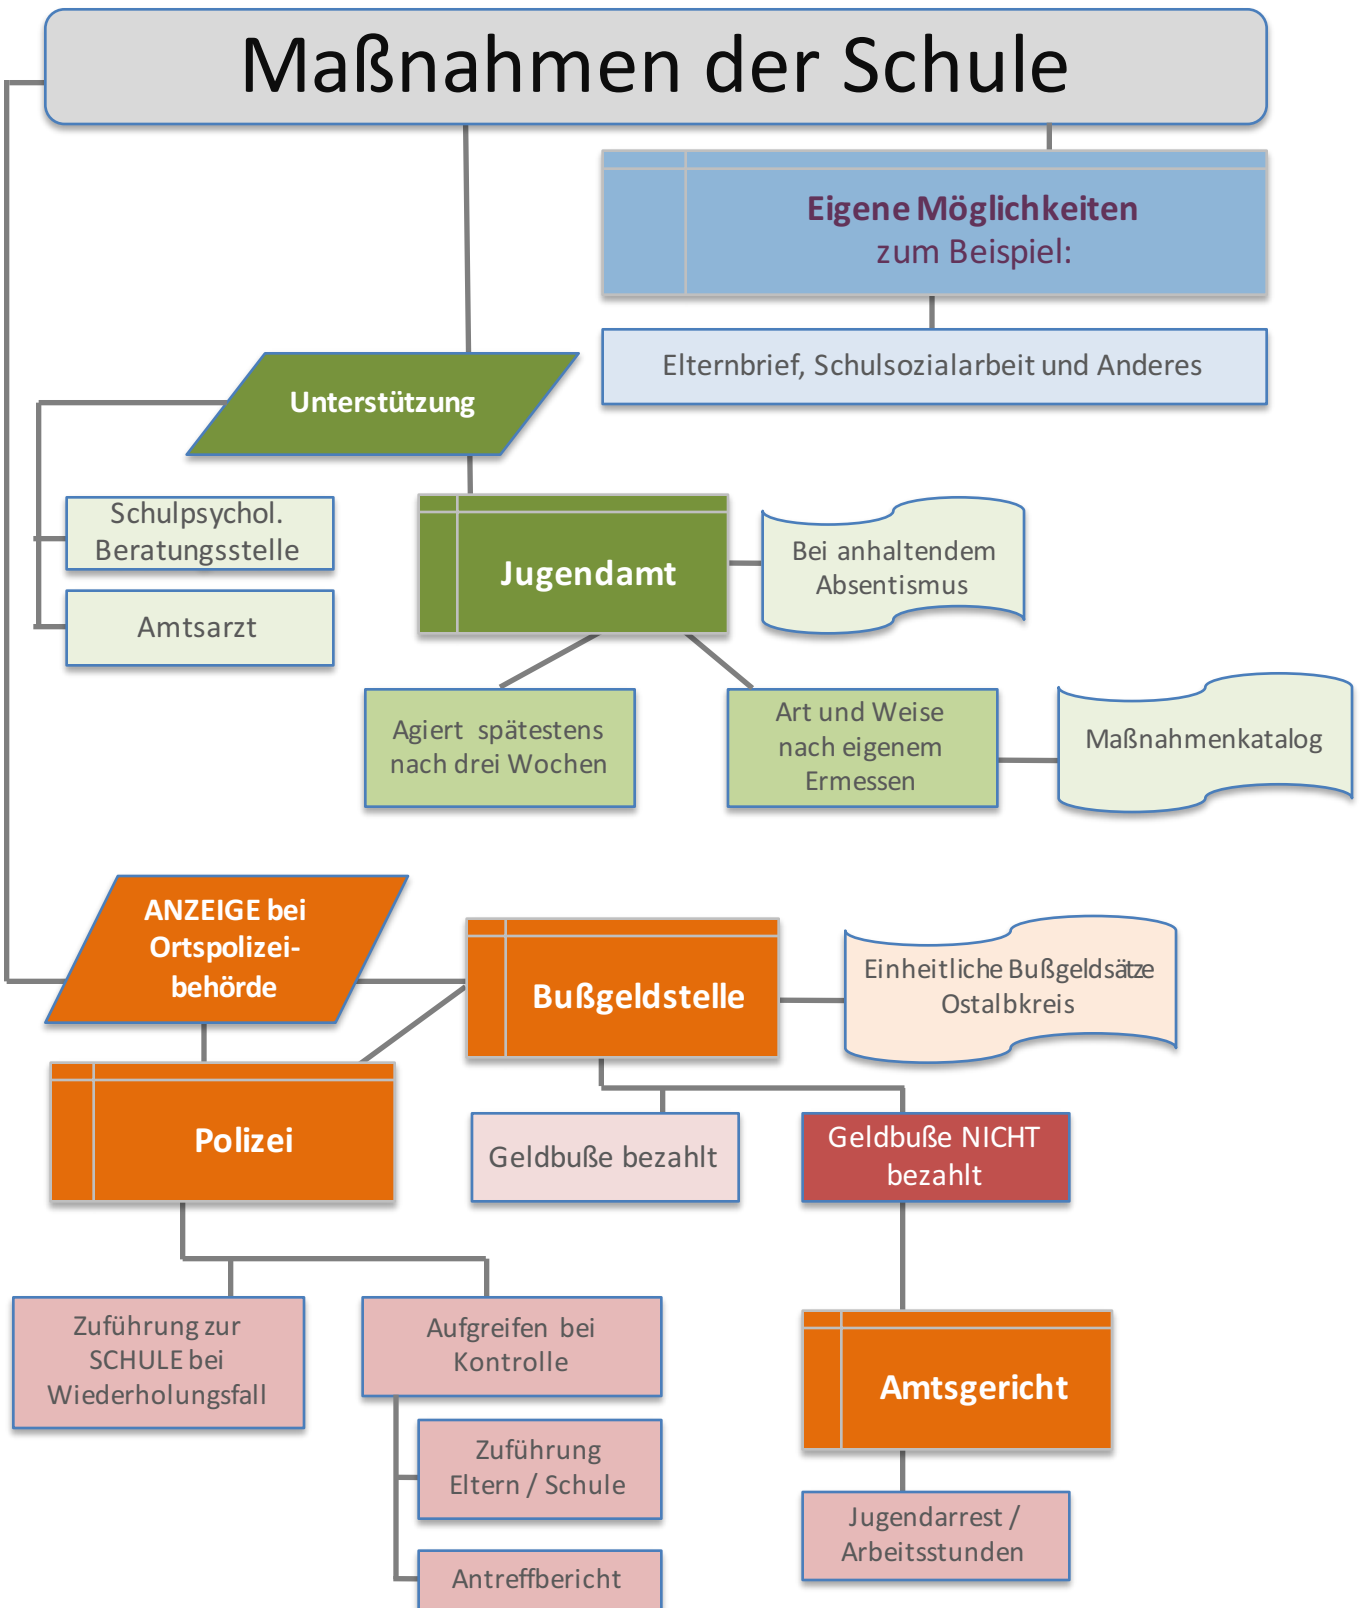 Maßnahmen der Schule
Eigene Möglichkeiten
zum Beispiel:
Elternbrief, Schulsozialarbeit und Anderes
Unterstützung
Schulpsychol.
Beratungsstelle
Amtsarzt
Jugendamt
Bei anhaltendem
Absentismus
Agiert spätestens
nach drei Wochen
Art und Weise
nach eigenem
Ermessen
Maßnahmenkatalog
ANZEIGE bei
Ortspolizei-
behörde
Bußgeldstelle
Einheitliche Bußgeldsätze
Ostalbkreis
Polizei
Geldbuße bezahlt
Geldbuße NICHT
bezahlt
Zuführung zur
SCHULE bei
Wiederholungsfall
Aufgreifen bei
Kontrolle
Zuführung
Eltern / Schule
Antreffbericht
Amtsgericht
Jugendarrest /
Arbeitsstunden